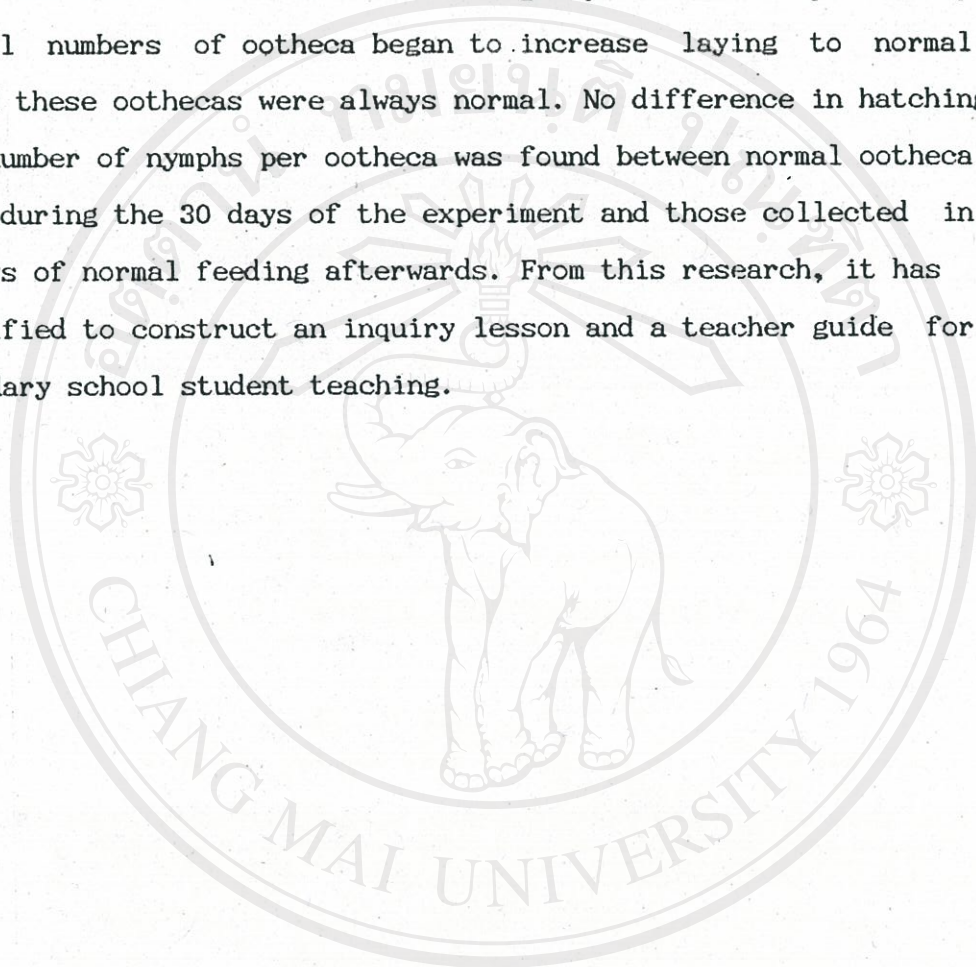 numbers of ootheca began to increase laying to normal
these oothecas were always normal. No difference in hatching
number of nymphs per ootheca was found between normal ootheca
during the 30 days of the experiment and those collected in
of normal feeding afterwards. From this research, it has
to construct an inquiry lesson and a teacher guide for
school student teaching.
CHIANG MAI UNIVERSITY 1964